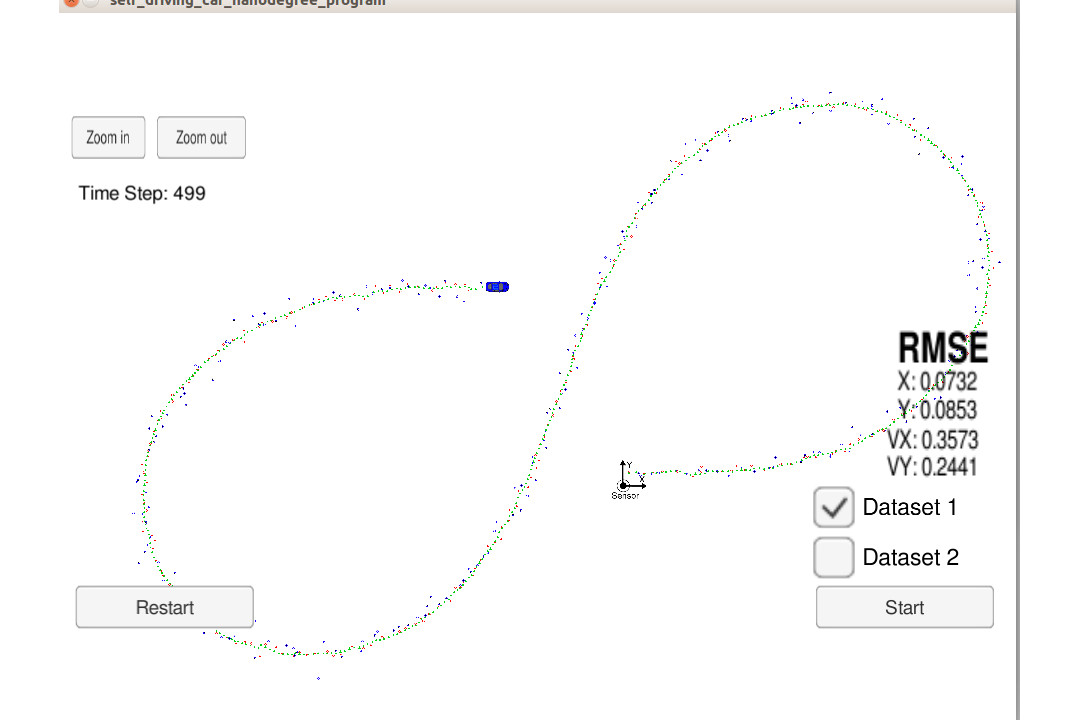 self_driving_car_nanodegree_program
Zoom in
Zoom out
Time Step: 499
RMSE
X: 0.0732
Y: 0.0853
VX: 0.3573
VY: 0.2441
Y
X
Sensor
Dataset 1
Dataset 2
Restart
Start